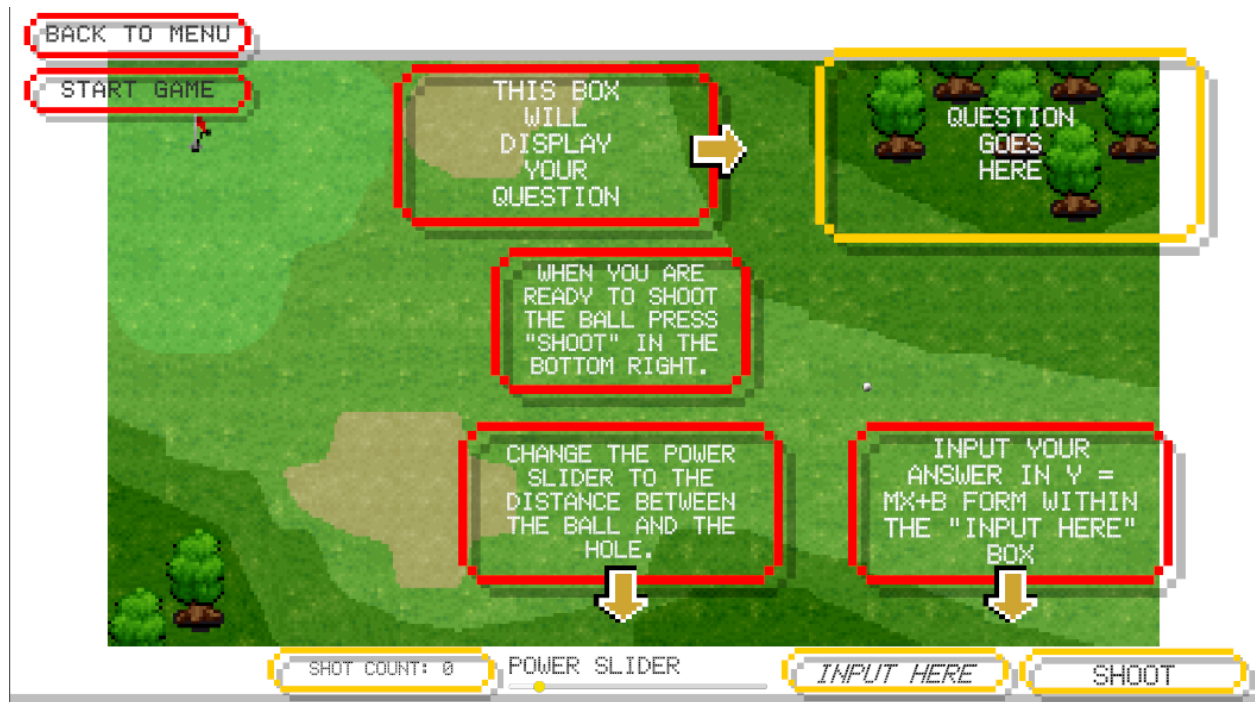 BACK TO MENU
START GAME
THIS BOX
WILL
DISPLAY
YOUR
QUESTION
QUESTION
GOES
HERE
WHEN YOU ARE
READY TO SHOOT
THE BALL PRESS
"SHOOT" IN THE
BOTTOM RIGHT.
CHANGE THE POWER
SLIDER TO THE
DISTANCE BETWEEN
THE BALL AND THE
HOLE.
INPUT YOUR
ANSWER IN Y =
MX+B FORM WITHIN
THE "INPUT HERE"
BOX
SHOT COUNT: 0
POWER SLIDER
INPUT HERE
SHOOT